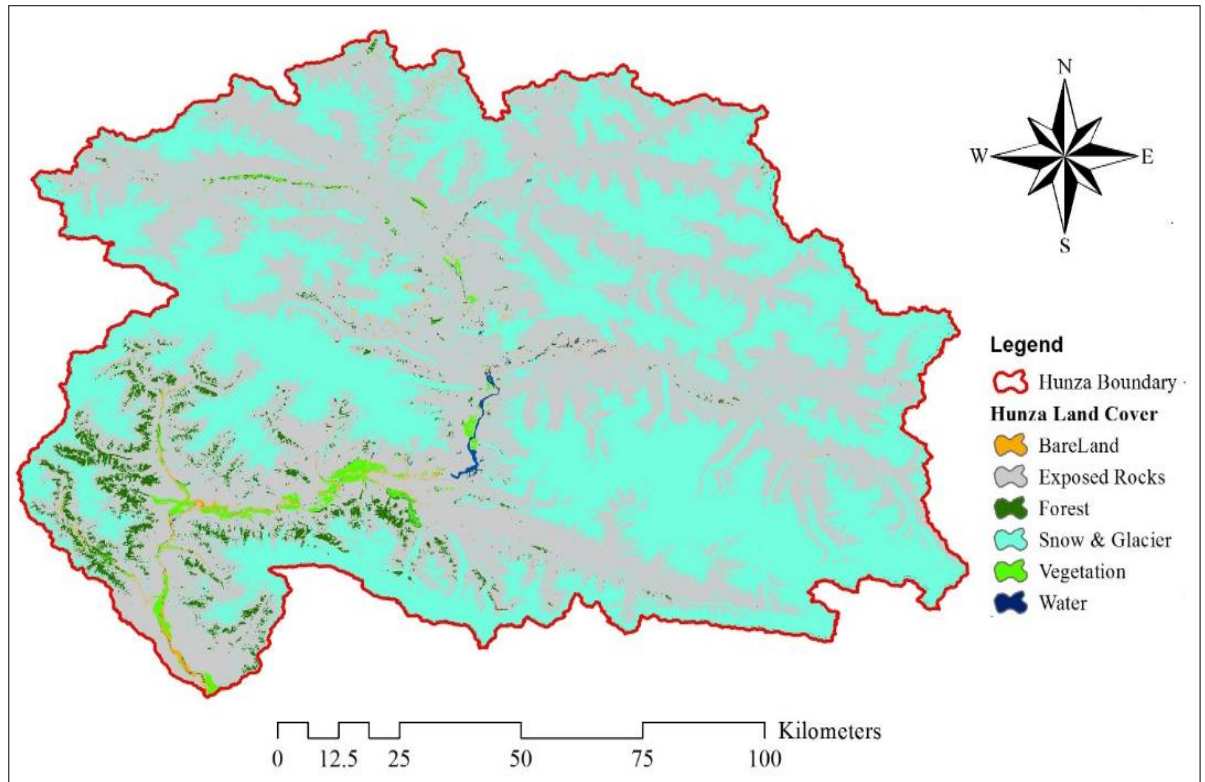 N
W E
S
Legend
Hunza Boundary
Hunza Land Cover
BareLand
Exposed Rocks
Forest
Snow & Glacier
Vegetation
Water
Kilometers
0 12.5 25 50 75 100